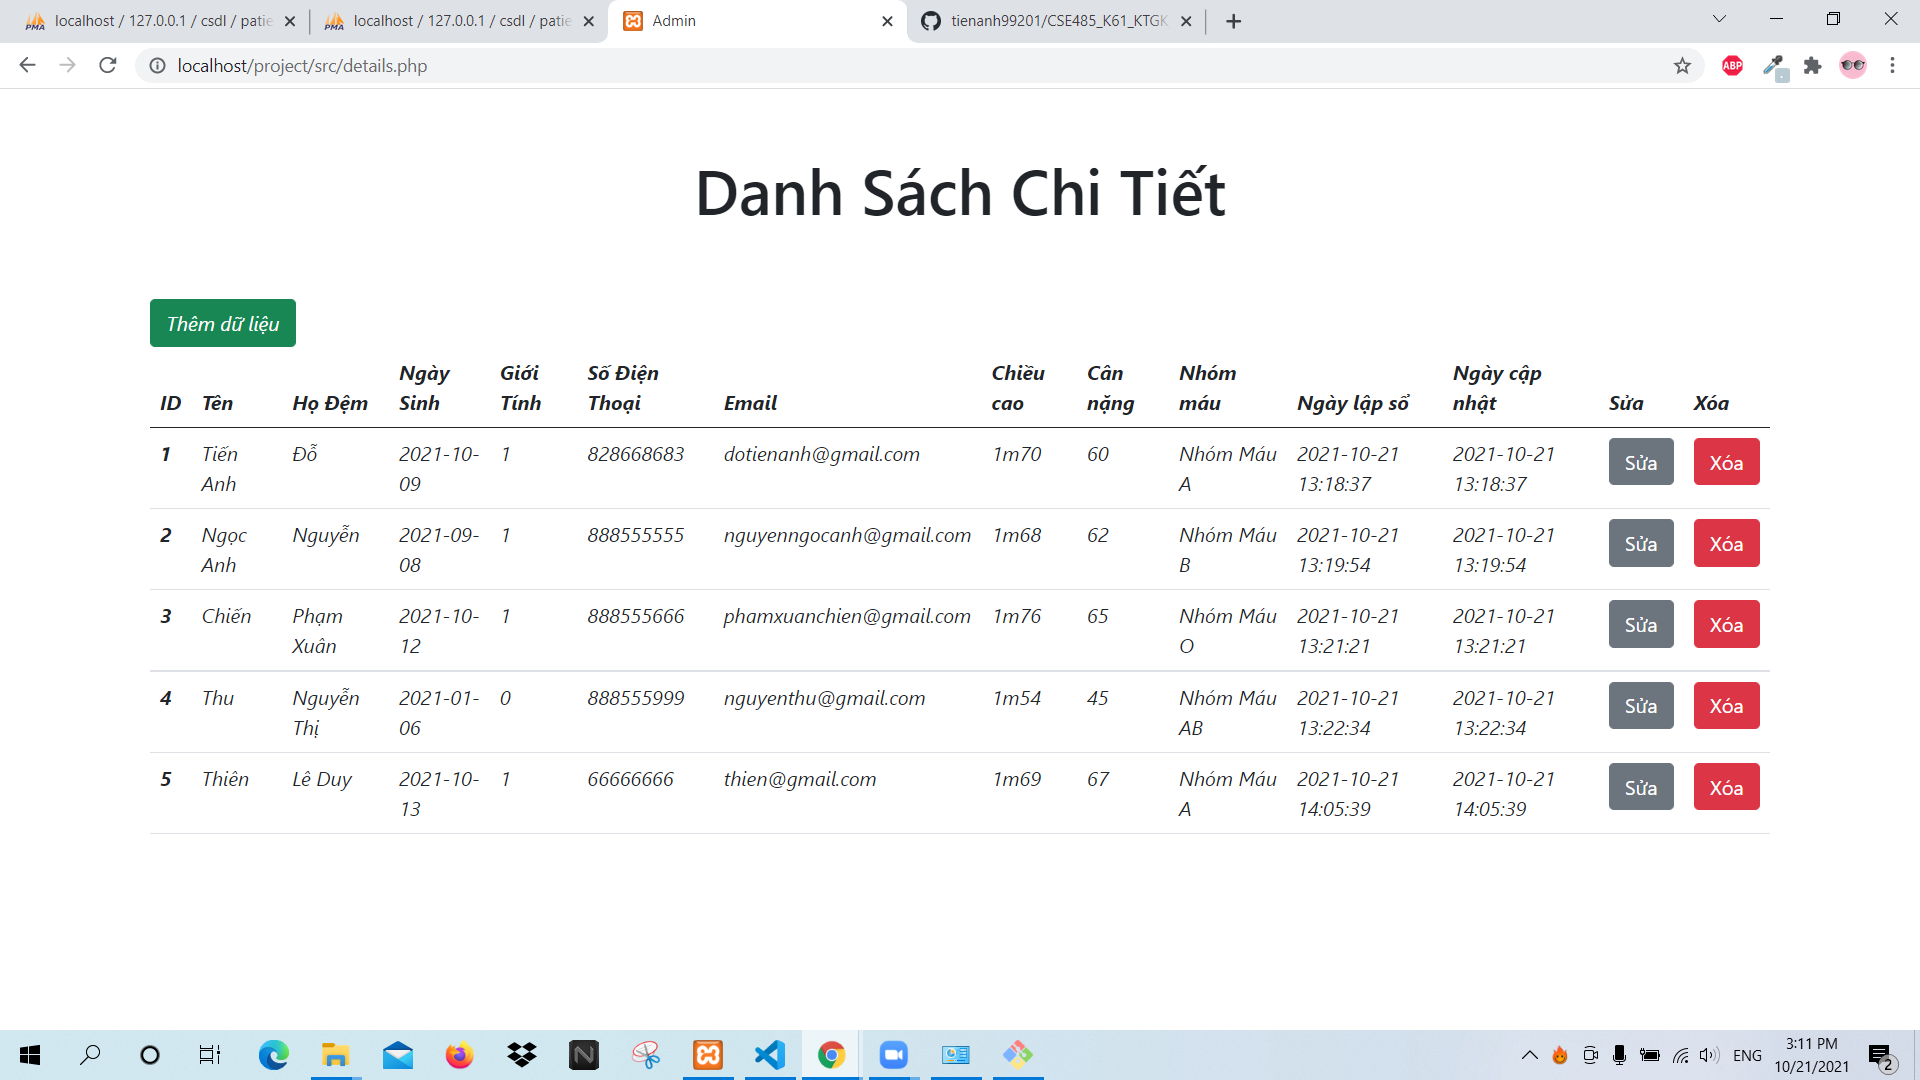 localhost / 127.0.0.1 / csdl / patie
localhost / 127.0.0.1 / csdl / patie
Admin
tienanh99201/CSE485_K61_KTGK
localhost/project/src/details.php
ABP
Danh Sách Chi Tiết
Thêm dữ liệu
ID Tên Họ Đệm Ngày Sinh Giới Tính Số Điện Thoại Email Chiều cao Cân nặng Nhóm máu Ngày lập sổ Ngày cập nhật Sửa Xóa
1 Tiến Anh Đỗ 2021-10-09 1 828668683 dotienanh@gmail.com 1m70 60 Nhóm Máu A 2021-10-21 13:18:37 2021-10-21 13:18:37 Sửa Xóa
2 Ngọc Anh Nguyễn 2021-09-08 1 888555555 nguyenngocanh@gmail.com 1m68 62 Nhóm Máu B 2021-10-21 13:19:54 2021-10-21 13:19:54 Sửa Xóa
3 Chiến Phạm Xuân 2021-10-12 1 888555666 phamxuanchien@gmail.com 1m76 65 Nhóm Máu O 2021-10-21 13:21:21 2021-10-21 13:21:21 Sửa Xóa
4 Thu Nguyễn Thị 2021-01-06 0 888555999 nguyenthu@gmail.com 1m54 45 Nhóm Máu AB 2021-10-21 13:22:34 2021-10-21 13:22:34 Sửa Xóa
5 Thiên Lê Duy 2021-10-13 1 66666666 thien@gmail.com 1m69 67 Nhóm Máu A 2021-10-21 14:05:39 2021-10-21 14:05:39 Sửa Xóa
ENG
3:11 PM
10/21/2021
2